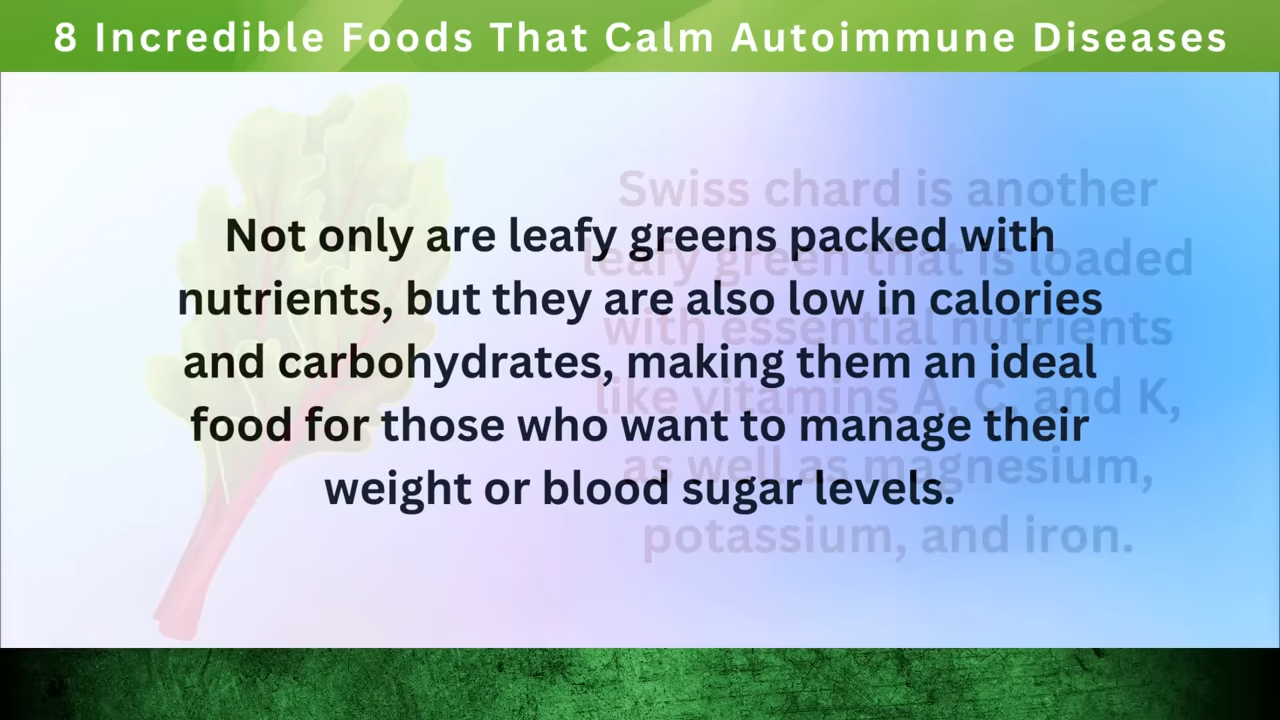 8 Incredible Foods That Calm Autoimmune Diseases
Not only are leafy greens packed with
nutrients, but they are also low in calories
and carbohydrates, making them an ideal
food for those who want to manage their
weight or blood sugar levels.
Swiss chard is another
leafy green that is loaded
with essential nutrients
like vitamins A, C, and K,
as well as magnesium,
potassium, and iron.